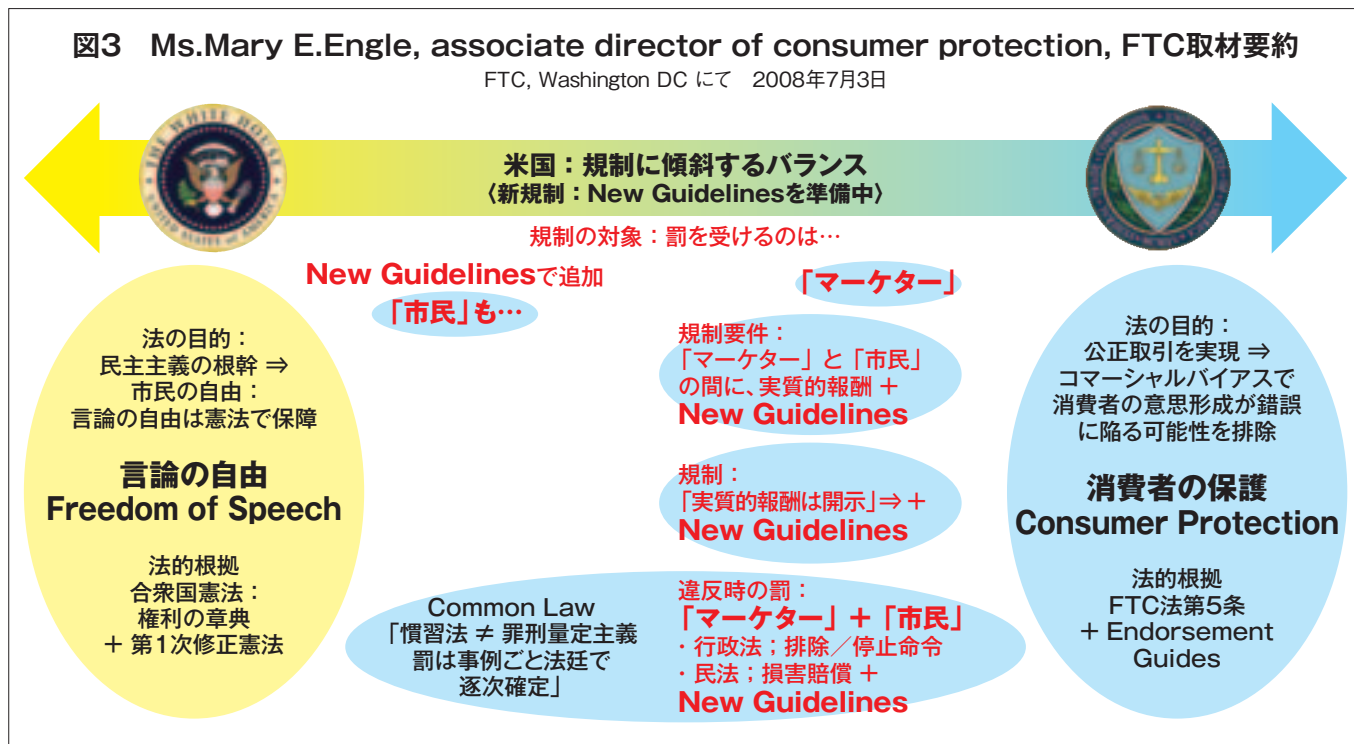 図3 Ms.Mary E.Engle, associate director of consumer protection, FTC取材要約
FTC, Washington DC にて 2008年7月3日
THE WHITE HOUSE
米国：規制に傾斜するバランス
〈新規制：New Guidelinesを準備中〉
規制の対象：罰を受けるのは…
New Guidelinesで追加
「市民」も…
「マーケター」
法の目的：
民主主義の根幹 ⇒
市民の自由：
言論の自由は憲法で保障
言論の自由
Freedom of Speech
法的根拠
合衆国憲法：
権利の章典
＋ 第1次修正憲法
規制要件：
「マーケター」と「市民」
の間に、実質的報酬 ＋
New Guidelines
規制：
「実質的報酬は開示」⇒ ＋
New Guidelines
Common Law
「慣習法 ≠ 罪刑量定主義
罰は事例ごと法廷で
逐次確定」
違反時の罰：
「マーケター」＋「市民」
・行政法；排除／停止命令
・民法；損害賠償 ＋
New Guidelines
法の目的：
公正取引を実現 ⇒
コマーシャルバイアスで
消費者の意思形成が錯誤
に陥る可能性を排除
消費者の保護
Consumer Protection
法的根拠
FTC法第5条
＋ Endorsement
Guides